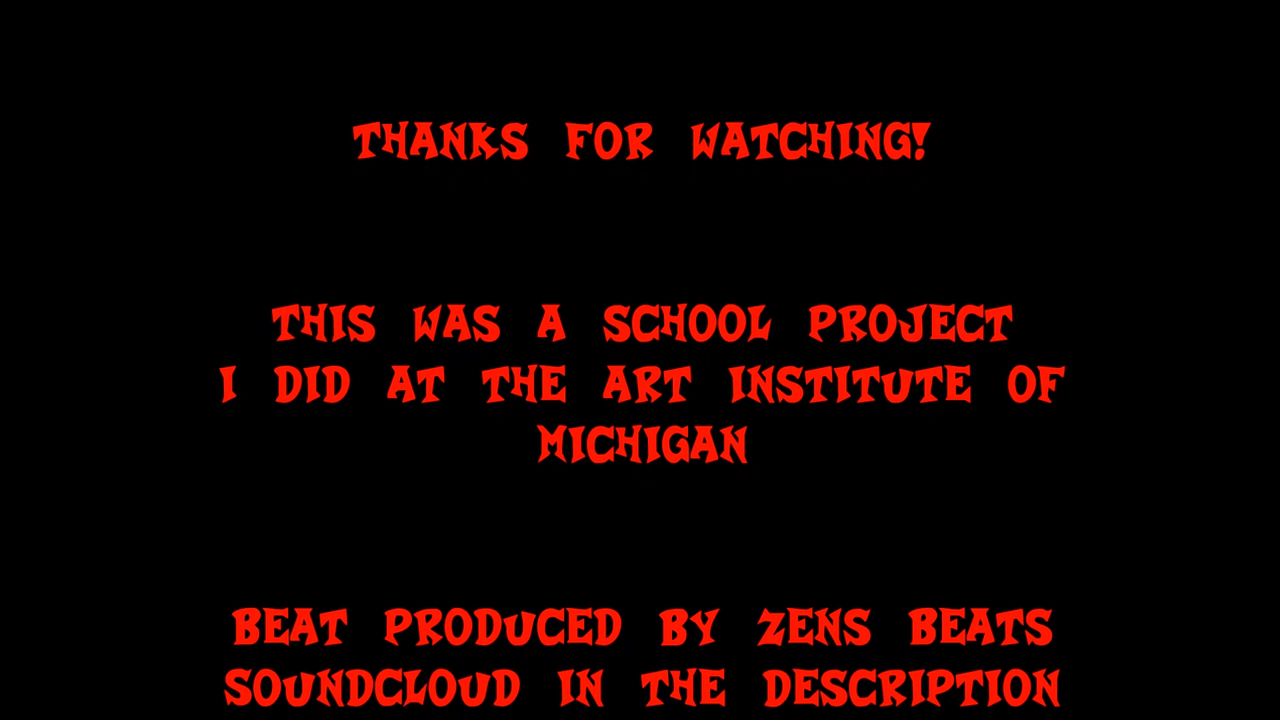 THANKS FOR WATCHING!
THIS WAS A SCHOOL PROJECT
I DID AT THE ART INSTITUTE OF
MICHIGAN
BEAT PRODUCED BY ZENS BEATS
SOUNDCLOUD IN THE DESCRIPTION